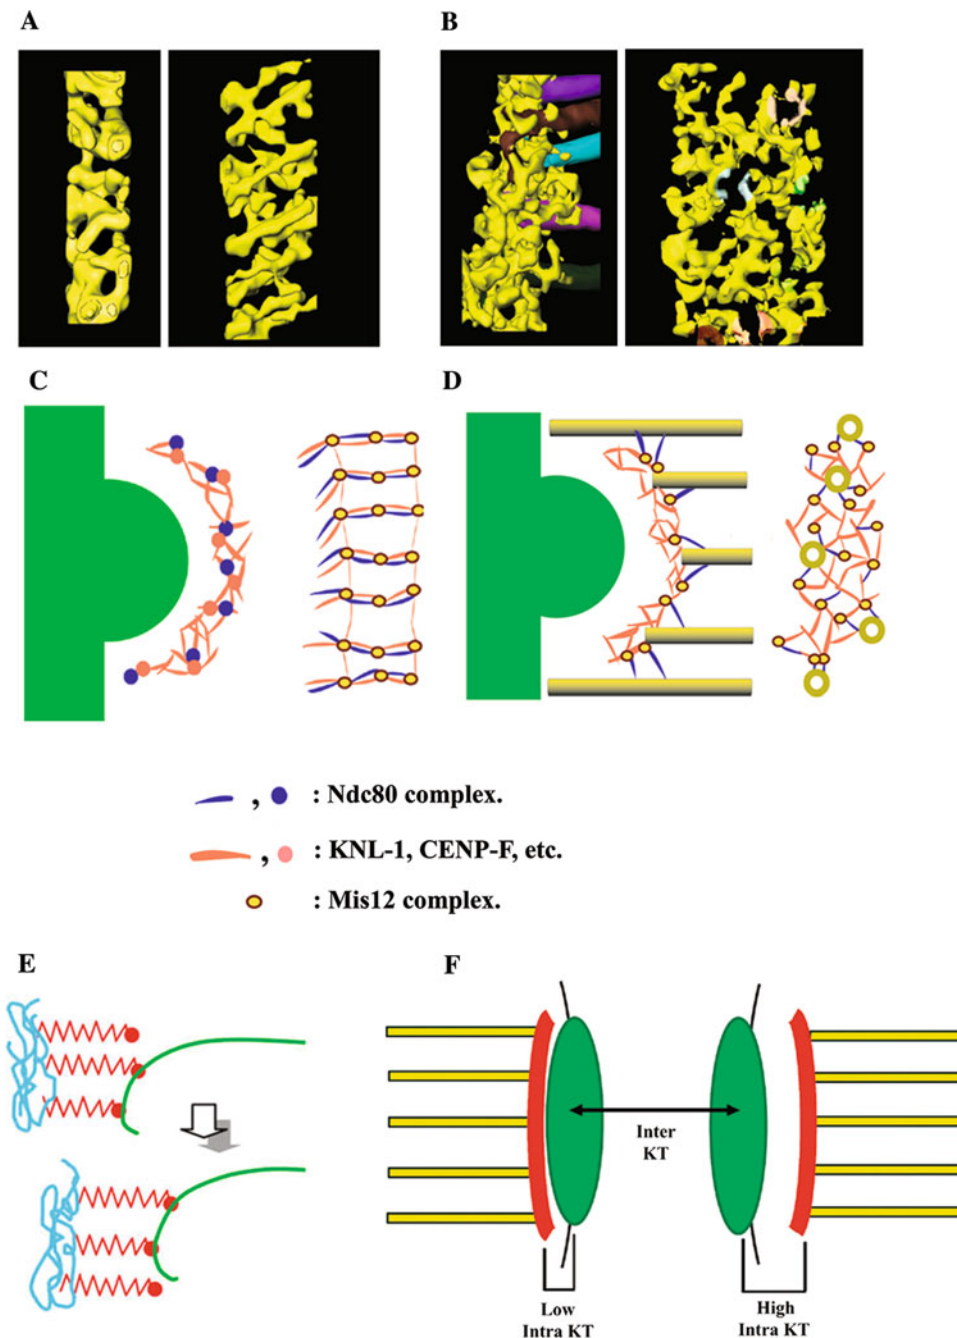 A
B
C
D
, : Ndc80 complex.
, : KNL-1, CENP-F, etc.
: Mis12 complex.
E
F
Inter
KT
Low
Intra KT
High
Intra KT